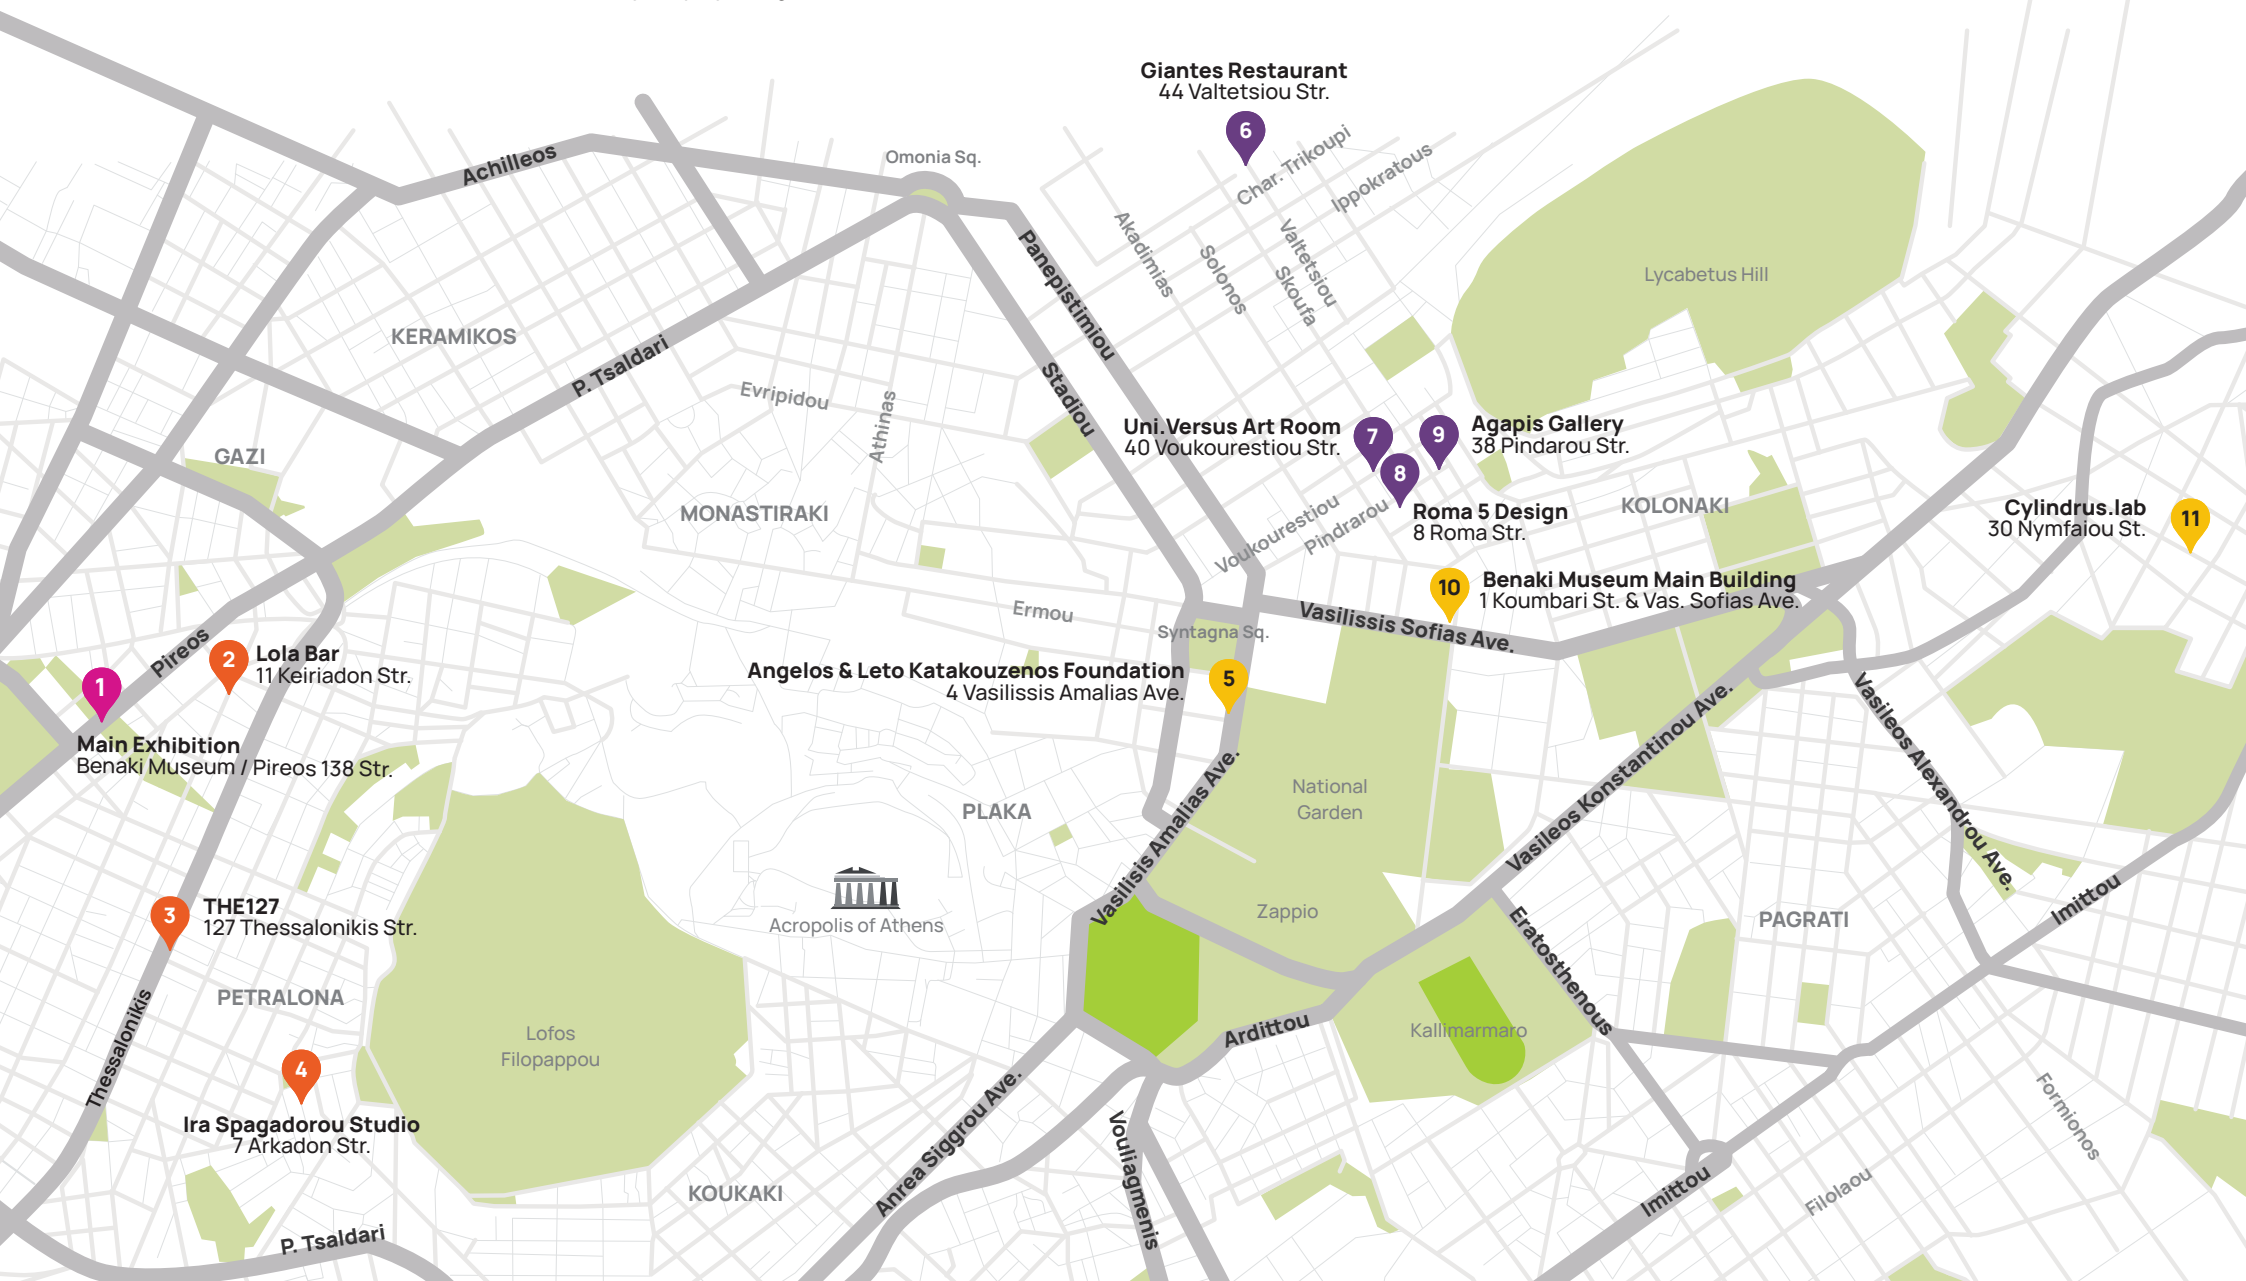 Giantes Restaurant
44 Valtetsiou Str.
6
Char. Trikoupi
Ippokratous
Omonia Sq.
Achilleos
Akadimias
Solonos
Valtetsiou
Skoufa
Panepistimiou
Lycabetus Hill
KERAMIKOS
P. Tsaldari
Evripidou
Athinas
Stadiou
Uni.Versus Art Room
40 Voukourestiou Str.
7
9
Agapis Gallery
38 Pindarou Str.
8
Roma 5 Design
8 Roma Str.
GAZI
MONASTIRAKI
Voukourestiou
Pindrarou
KOLONAKI
Cylindrus.lab
30 Nymfaiou St.
11
10
Benaki Museum Main Building
1 Koumbari St. & Vas. Sofias Ave.
Ermou
Syntagna Sq.
Vasilissis Sofias Ave.
Pireos
2
Lola Bar
11 Keiriadon Str.
1
Main Exhibition
Benaki Museum / Pireos 138 Str.
Angelos & Leto Katakouzenos Foundation
4 Vasilissis Amalias Ave.
5
Vasilisis Amalias Ave.
National
Garden
Vasileos Konstantinou Ave.
Vasileos Alexandrou Ave.
PLAKA
Acropolis of Athens
Zappio
PAGRATI
Imittou
3
THE127
127 Thessalonikis Str.
PETRALONA
Thessalonikis
Lofos
Filopappou
Ardittou
Kallimarmaro
Eratosthenous
4
Ira Spagadorou Studio
7 Arkadon Str.
Anrea Siggrou Ave.
Vouliagmenis
KOUKAKI
P. Tsaldari
Imittou
Filolaou
Formionos